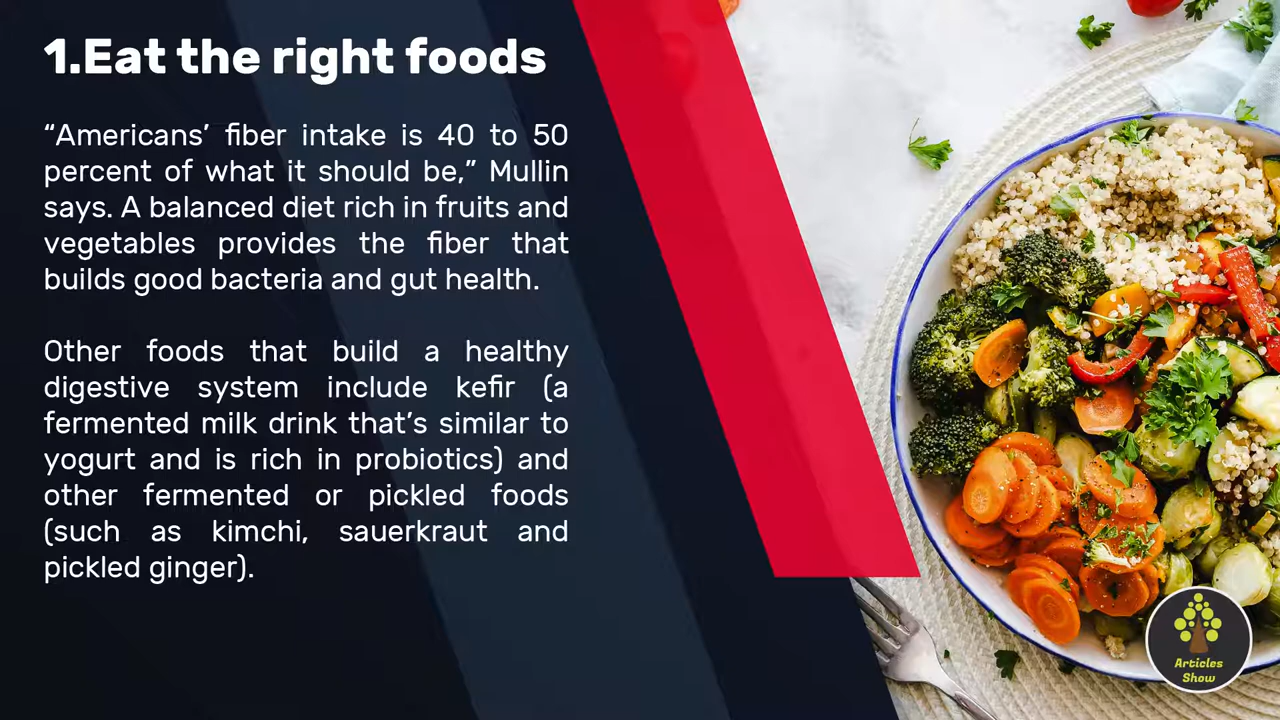 1.Eat the right foods
“Americans’ fiber intake is 40 to 50
percent of what it should be,” Mullin
says. A balanced diet rich in fruits and
vegetables provides the fiber that
builds good bacteria and gut health.
Other foods that build a healthy
digestive system include kefir (a
fermented milk drink that’s similar to
yogurt and is rich in probiotics) and
other fermented or pickled foods
(such as kimchi, sauerkraut and
pickled ginger).
Articles
Show